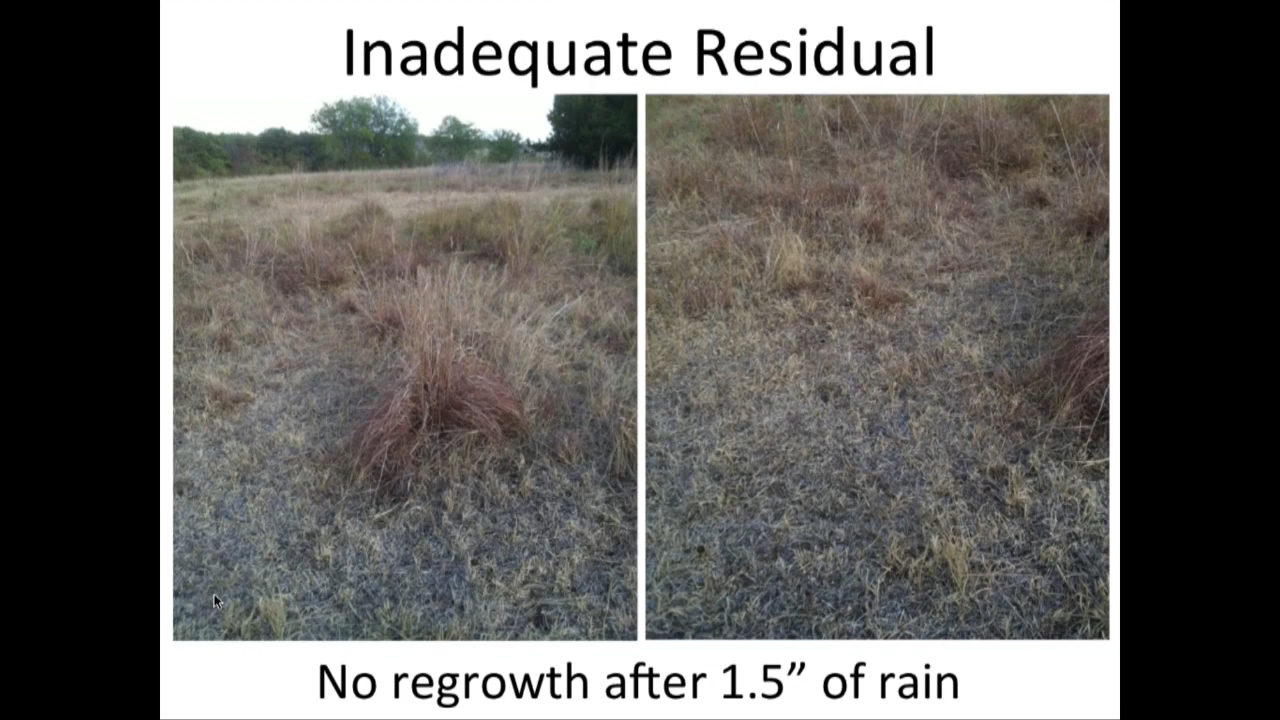 Inadequate Residual
No regrowth after 1.5” of rain